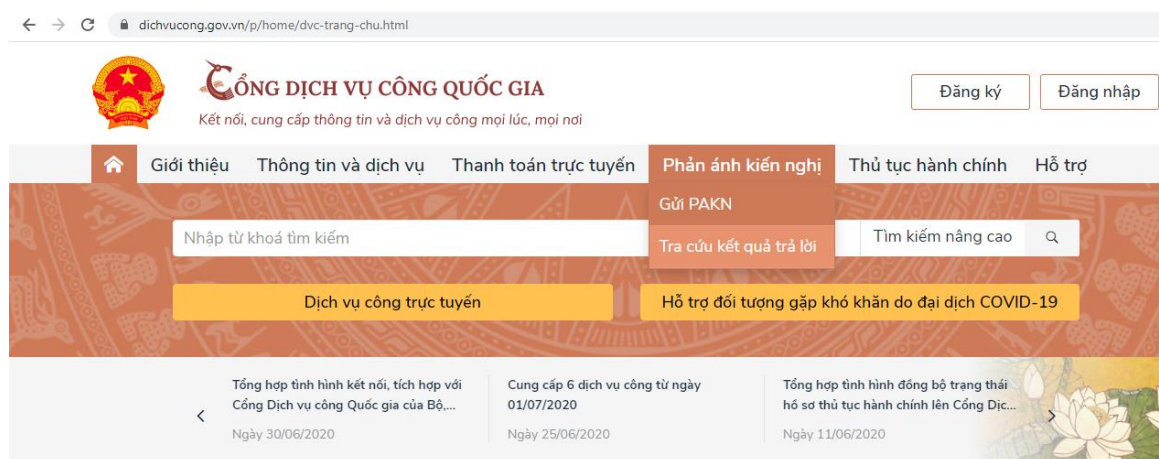 dichvucong.gov.vn/p/home/dvc-trang-chu.html
CỔNG DỊCH VỤ CÔNG QUỐC GIA
Kết nối, cung cấp thông tin và dịch vụ công mọi lúc, mọi nơi
Đăng ký
Đăng nhập
Giới thiệu
Thông tin và dịch vụ
Thanh toán trực tuyến
Phản ánh kiến nghị
Thủ tục hành chính
Hỗ trợ
Gửi PAKN
Tra cứu kết quả trả lời
Nhập từ khoá tìm kiếm
Tìm kiếm nâng cao
Dịch vụ công trực tuyến
Hỗ trợ đối tượng gặp khó khăn do đại dịch COVID-19
Tổng hợp tình hình kết nối, tích hợp với
Cổng Dịch vụ công Quốc gia của Bộ,...
Ngày 30/06/2020
Cung cấp 6 dịch vụ công từ ngày
01/07/2020
Ngày 25/06/2020
Tổng hợp tình hình đồng bộ trạng thái
hồ sơ thủ tục hành chính lên Cổng Dịc...
Ngày 11/06/2020